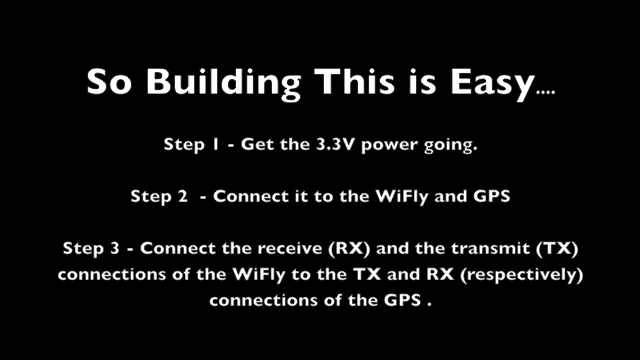 So Building This is Easy....
Step 1 - Get the 3.3V power going.
Step 2  - Connect it to the WiFly and GPS
Step 3 - Connect the receive (RX) and the transmit (TX)
connections of the WiFly to the TX and RX (respectively)
connections of the GPS .